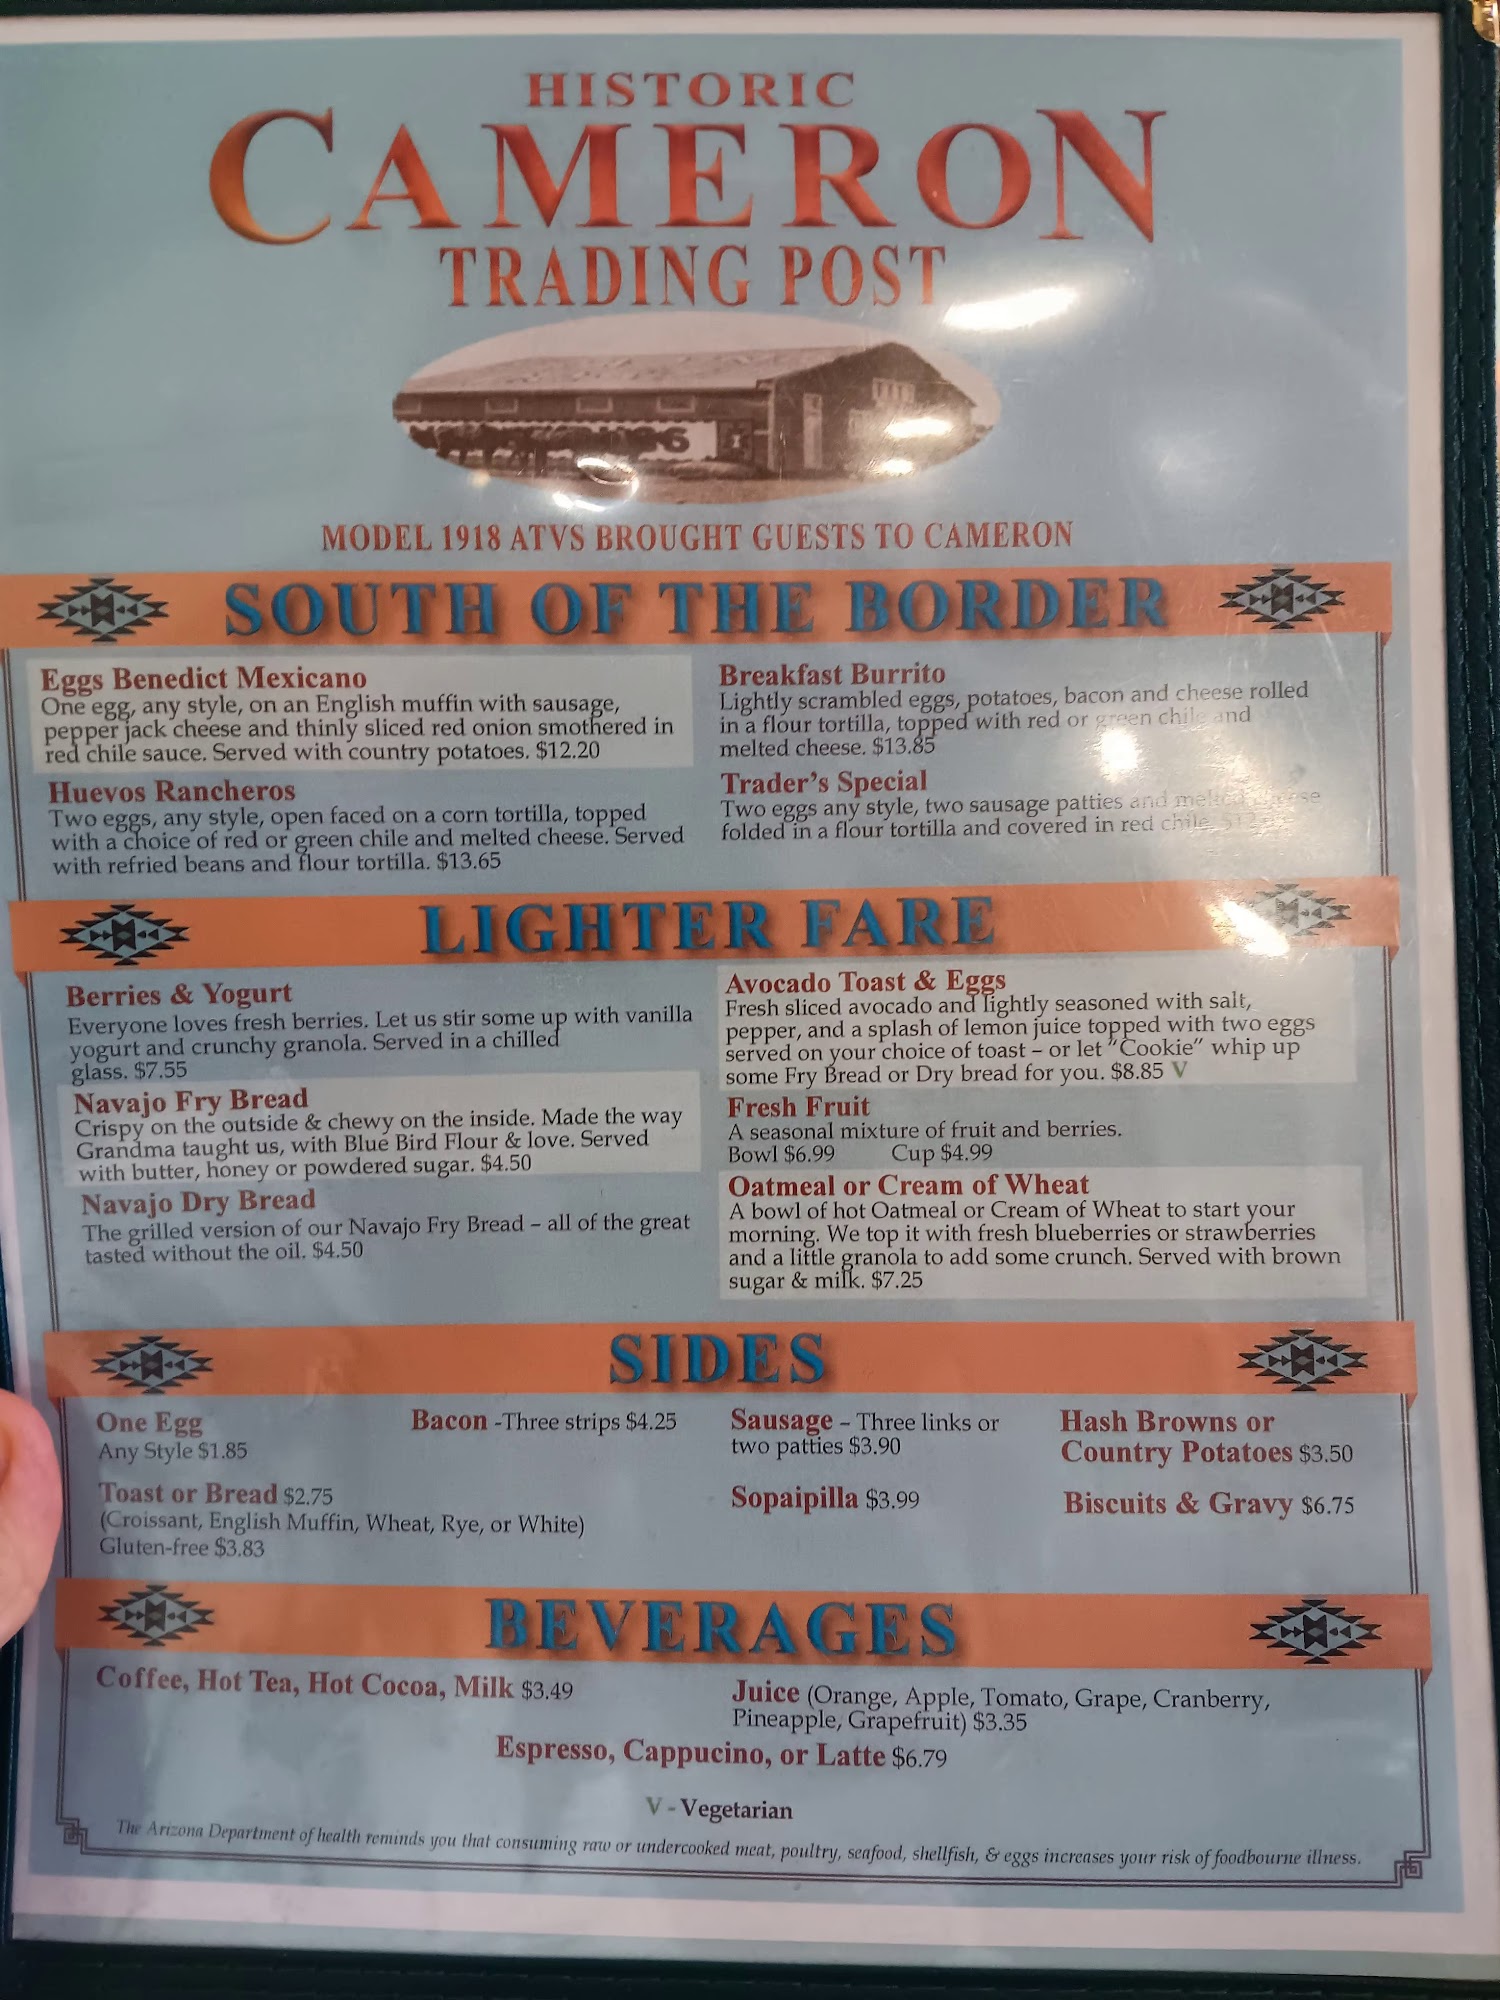 HISTORIC
CAMERON
TRADING POST
MODEL 1918 ATVS BROUGHT GUESTS TO CAMERON
SOUTH OF THE BORDER
Eggs Benedict Mexicano
One egg, any style, on an English muffin with sausage,
pepper jack cheese and thinly sliced red onion smothered in
red chile sauce. Served with country potatoes. $12.20
Huevos Rancheros
Two eggs, any style, open faced on a corn tortilla, topped
with a choice of red or green chile and melted cheese. Served
with refried beans and flour tortilla. $13.65
Breakfast Burrito
Lightly scrambled eggs, potatoes, bacon and cheese rolled
in a flour tortilla, topped with red or green chile and
melted cheese. $13.85
Trader's Special
Two eggs any style, two sausage patties and melted cheese
folded in a flour tortilla and covered in red chile.
LIGHTER FARE
Berries & Yogurt
Everyone loves fresh berries. Let us stir some up with vanilla
yogurt and crunchy granola. Served in a chilled
glass. $7.55
Navajo Fry Bread
Crispy on the outside & chewy on the inside. Made the way
Grandma taught us, with Blue Bird Flour & love. Served
with butter, honey or powdered sugar. $4.50
Navajo Dry Bread
The grilled version of our Navajo Fry Bread – all of the great
tasted without the oil. $4.50
Avocado Toast & Eggs
Fresh sliced avocado and lightly seasoned with salt,
pepper, and a splash of lemon juice topped with two eggs
served on your choice of toast – or let "Cookie" whip up
some Fry Bread or Dry bread for you. $8.85 V
Fresh Fruit
A seasonal mixture of fruit and berries.
Bowl $6.99 Cup $4.99
Oatmeal or Cream of Wheat
A bowl of hot Oatmeal or Cream of Wheat to start your
morning. We top it with fresh blueberries or strawberries
and a little granola to add some crunch. Served with brown
sugar & milk. $7.25
SIDES
One Egg
Any Style $1.85
Bacon -Three strips $4.25
Sausage – Three links or
two patties $3.90
Hash Browns or
Country Potatoes $3.50
Toast or Bread $2.75
(Croissant, English Muffin, Wheat, Rye, or White)
Gluten-free $3.83
Sopaipilla $3.99
Biscuits & Gravy $6.75
BEVERAGES
Coffee, Hot Tea, Hot Cocoa, Milk $3.49
Juice (Orange, Apple, Tomato, Grape, Cranberry,
Pineapple, Grapefruit) $3.35
Espresso, Cappucino, or Latte $6.79
V - Vegetarian
The Arizona Department of health reminds you that consuming raw or undercooked meat, poultry, seafood, shellfish, & eggs increases your risk of foodbourne illness.